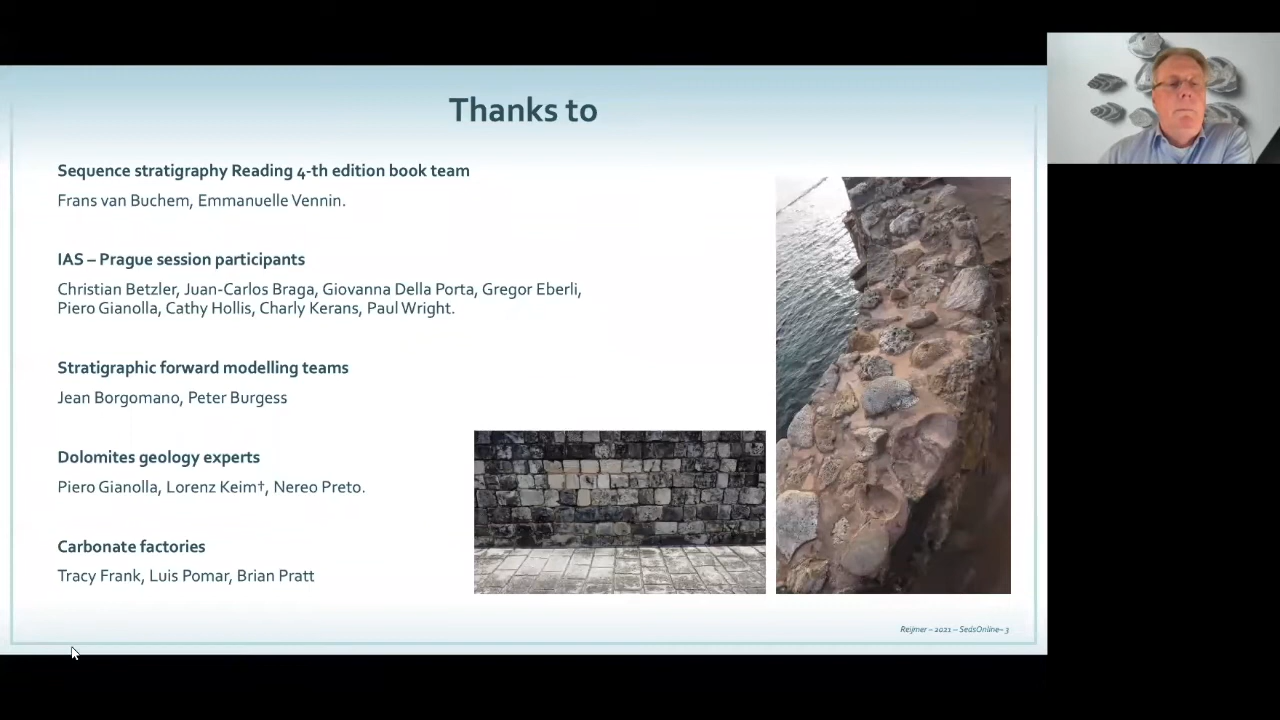 Thanks to
Sequence stratigraphy Reading 4-th edition book team
Frans van Buchem, Emmanuelle Vennin.
IAS – Prague session participants
Christian Betzler, Juan-Carlos Braga, Giovanna Della Porta, Gregor Eberli,
Piero Gianolla, Cathy Hollis, Charly Kerans, Paul Wright.
Stratigraphic forward modelling teams
Jean Borgomano, Peter Burgess
Dolomites geology experts
Piero Gianolla, Lorenz Keim†, Nereo Preto.
Carbonate factories
Tracy Frank, Luis Pomar, Brian Pratt
Reijmer – 2021 – SedsOnline– 3